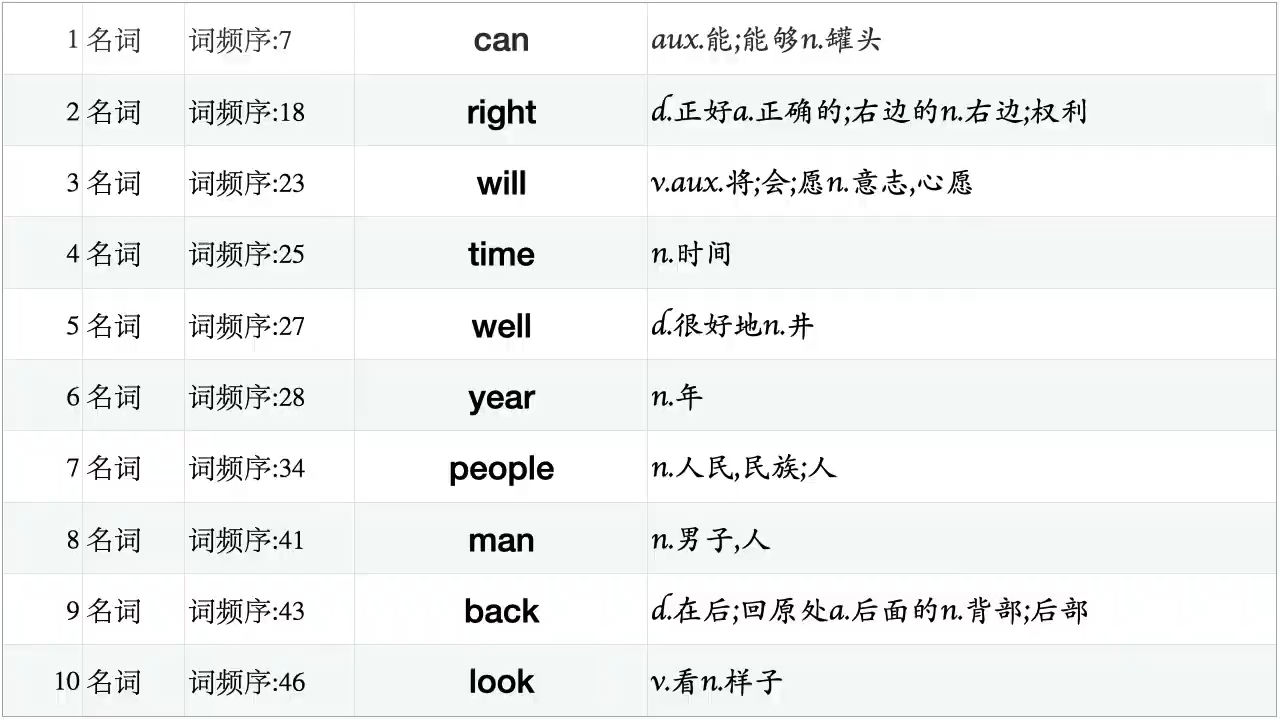 1 名词 词频序:7 can aux.能;能够n.罐头
2 名词 词频序:18 right d.正好a.正确的;右边的n.右边;权利
3 名词 词频序:23 will v.aux.将;会;愿n.意志,心愿
4 名词 词频序:25 time n.时间
5 名词 词频序:27 well d.很好地n.井
6 名词 词频序:28 year n.年
7 名词 词频序:34 people n.人民,民族;人
8 名词 词频序:41 man n.男子,人
9 名词 词频序:43 back d.在后;回原处a.后面的n.背部;后部
10 名词 词频序:46 look v.看n.样子